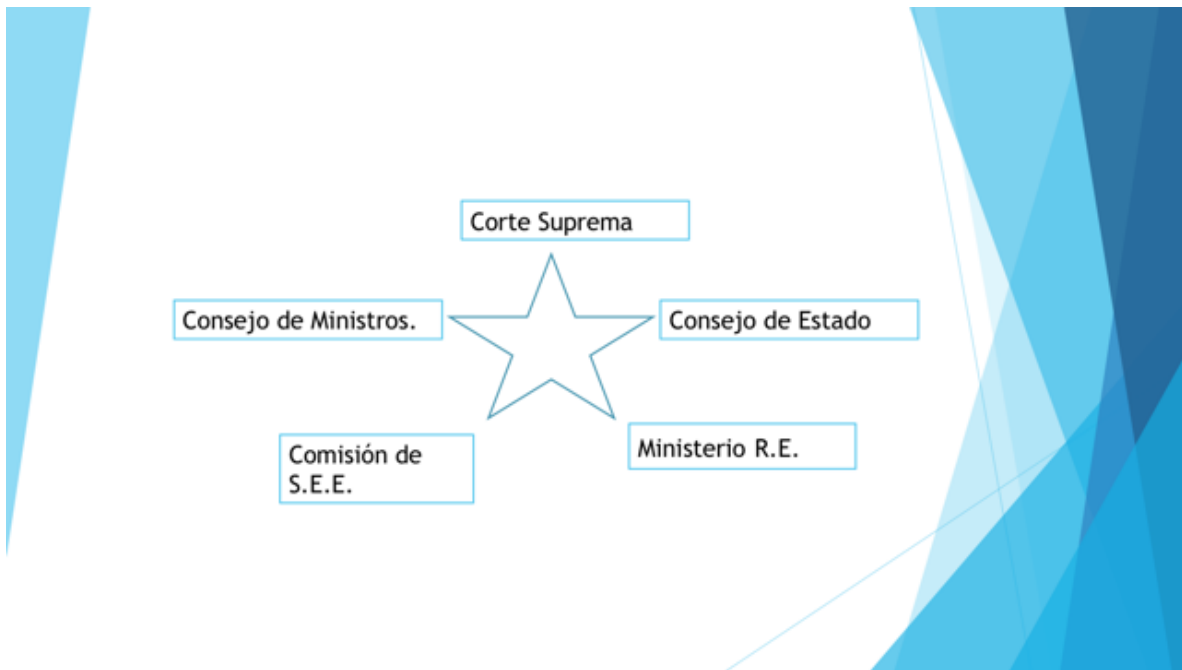 Corte Suprema
Consejo de Ministros.
Consejo de Estado
Comisión de
S.E.E.
Ministerio R.E.